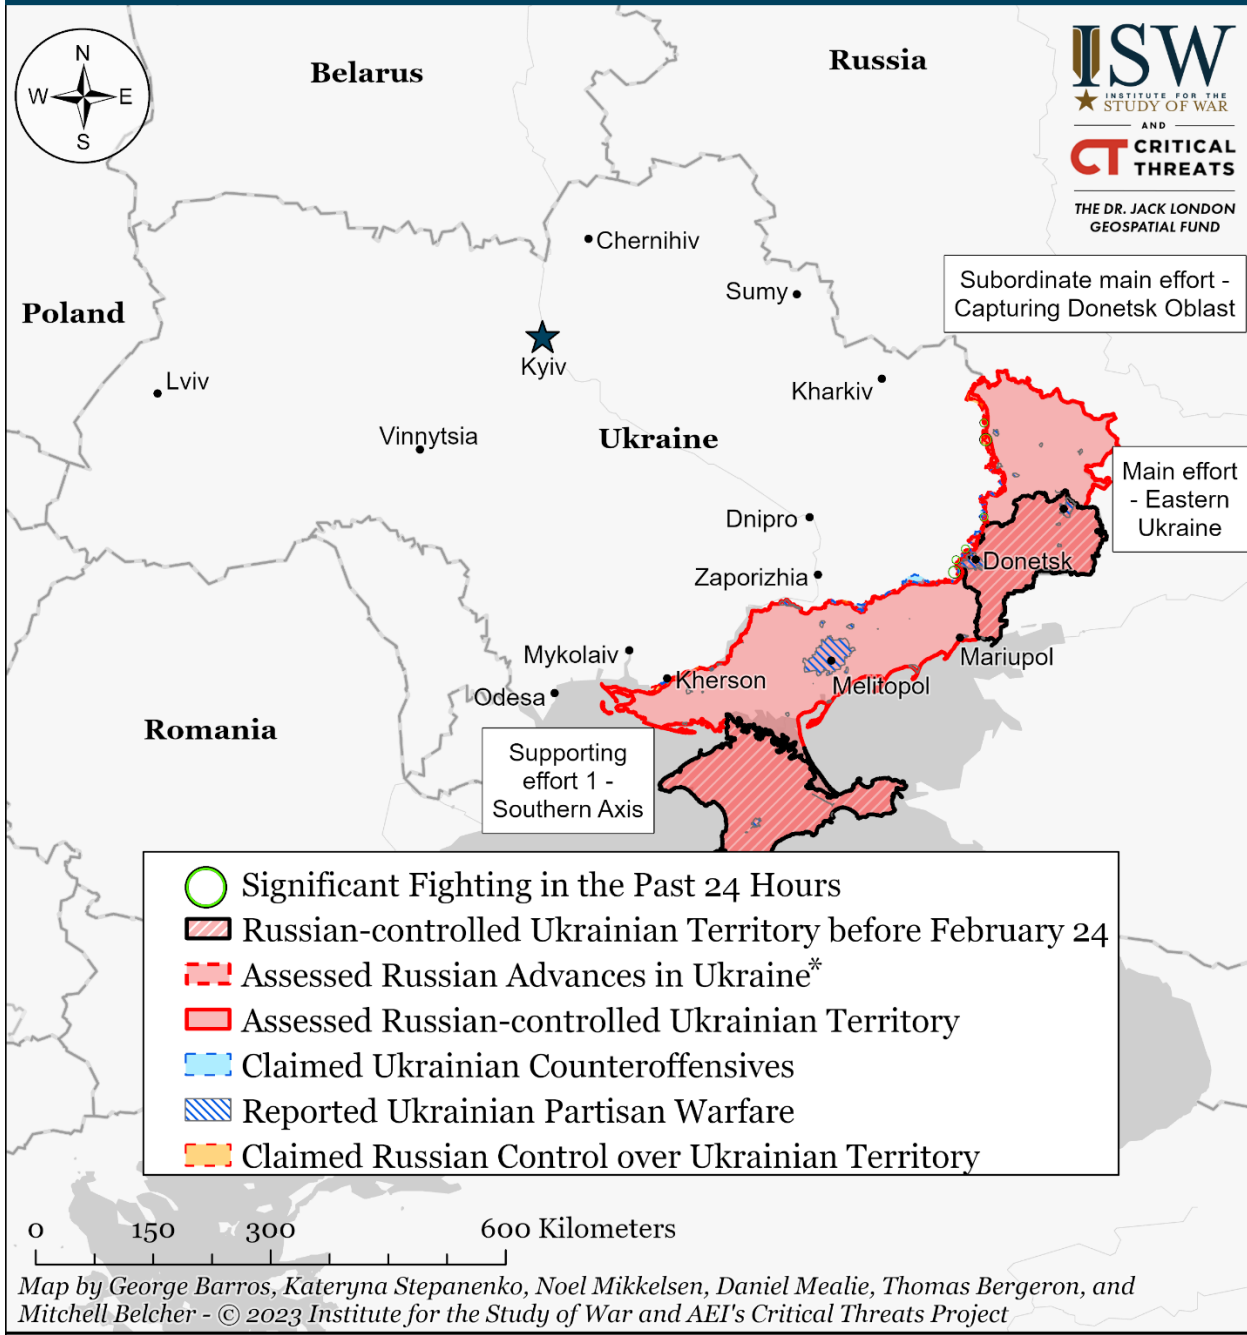 N
W E
S
Belarus
Russia
ISW
INSTITUTE FOR THE
STUDY OF WAR
AND
CT CRITICAL
THREATS
THE DR. JACK LONDON
GEOSPATIAL FUND
Chernihiv
Subordinate main effort -
Capturing Donetsk Oblast
Sumy
Poland
Kyiv
Lviv
Kharkiv
Vinnytsia
Ukraine
Main effort
- Eastern
Ukraine
Dnipro
Donetsk
Zaporizhia
Mykolaiv
Mariupol
Kherson
Melitopol
Odesa
Romania
Supporting
effort 1 -
Southern Axis
Significant Fighting in the Past 24 Hours
Russian-controlled Ukrainian Territory before February 24
Assessed Russian Advances in Ukraine*
Assessed Russian-controlled Ukrainian Territory
Claimed Ukrainian Counteroffensives
Reported Ukrainian Partisan Warfare
Claimed Russian Control over Ukrainian Territory
0 150 300 600 Kilometers
Map by George Barros, Kateryna Stepanenko, Noel Mikkelsen, Daniel Mealie, Thomas Bergeron, and
Mitchell Belcher - © 2023 Institute for the Study of War and AEI's Critical Threats Project